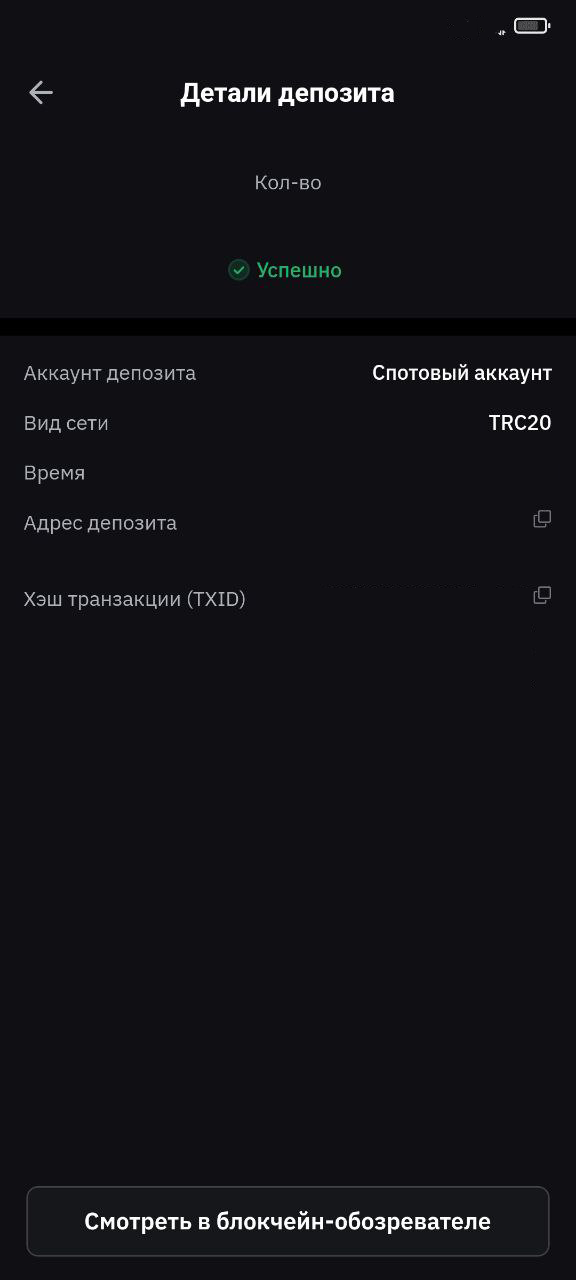 Детали депозита
Кол-во
Успешно
Аккаунт депозита Спотовый аккаунт
Вид сети TRC20
Время
Адрес депозита
Хэш транзакции (TXID)
Смотреть в блокчейн-обозревателе